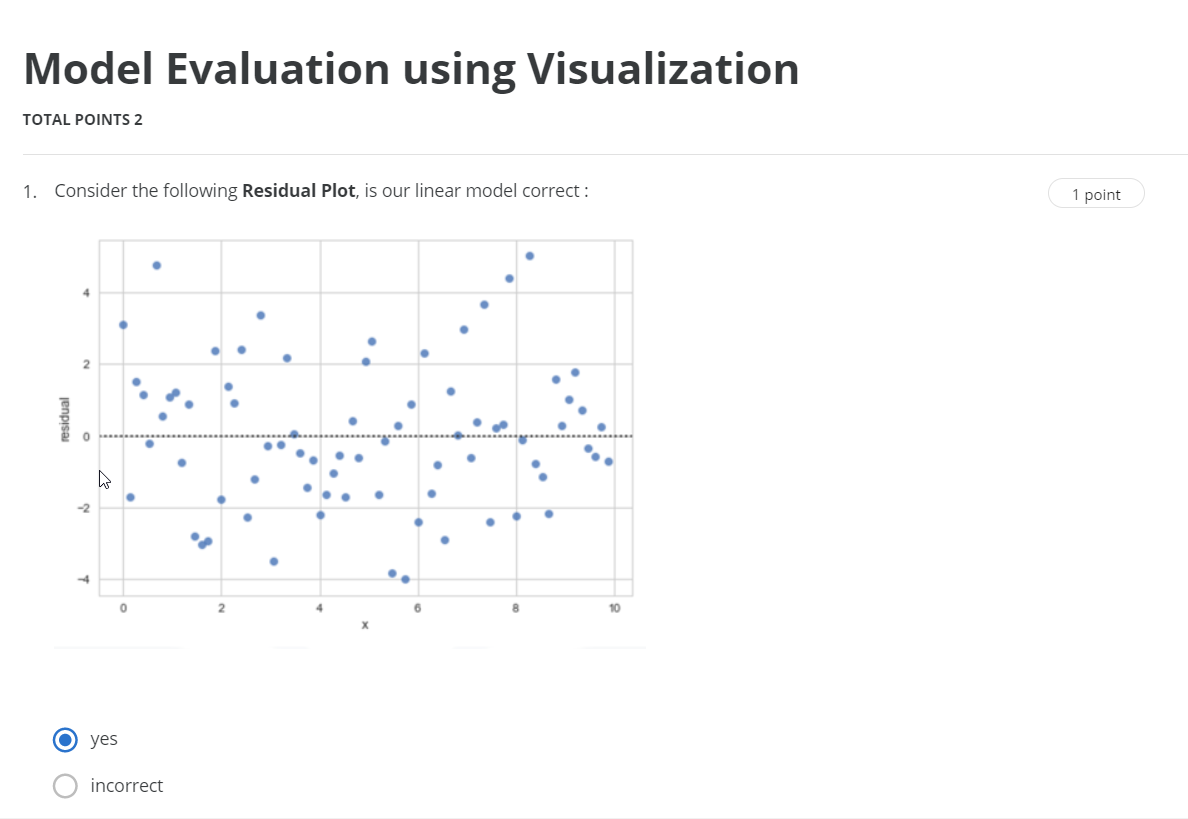 Model Evaluation using Visualization
TOTAL POINTS 2
1. Consider the following Residual Plot, is our linear model correct :
1 point
4
2
0
-2
-4
residual
0 2 4 6 8 10
x
yes
incorrect